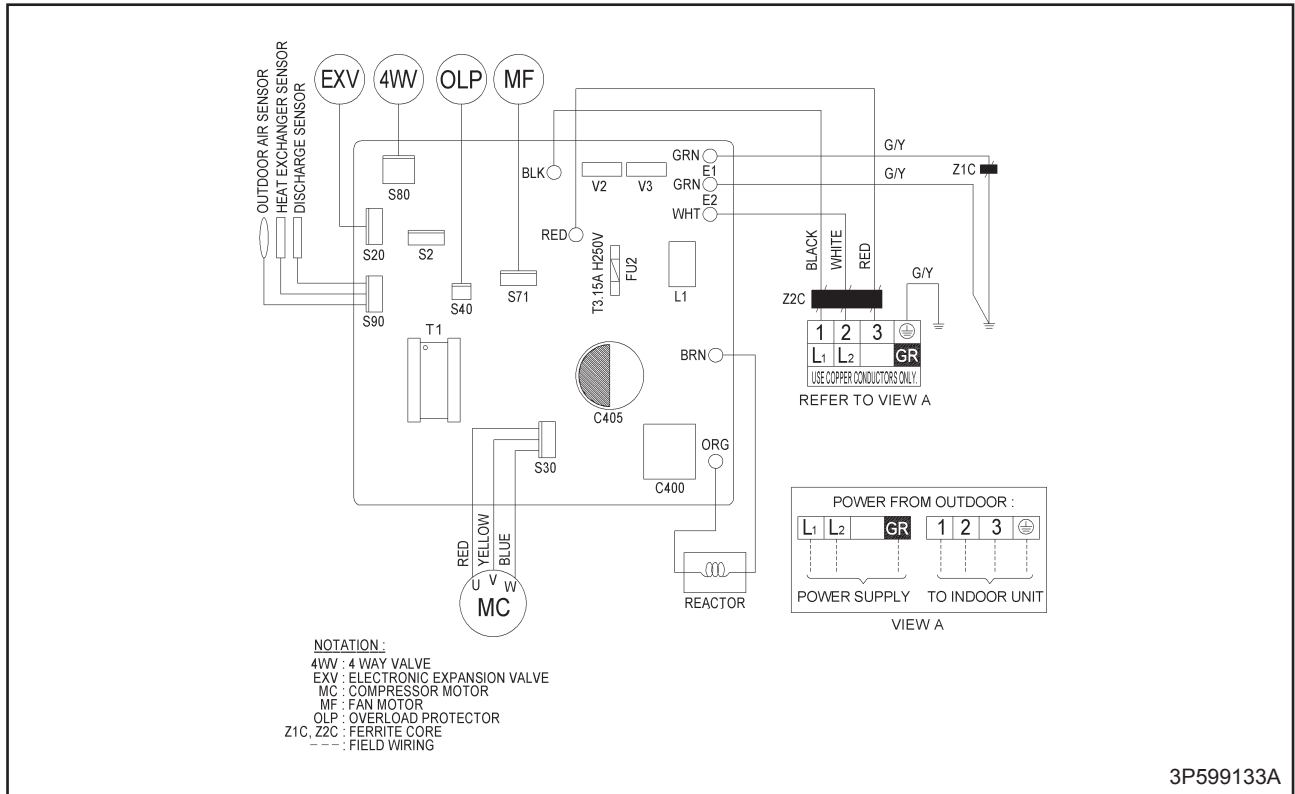 OUTDOOR AIR SENSOR
HEAT EXCHANGER SENSOR
DISCHARGE SENSOR
EXV
4WV
OLP
MF
S80
S20
S2
S90
S40
S71
T1
BLK
RED
V2
V3
GRN
E1
GRN
E2
WHT
T3.15A H250V
FU2
L1
G/Y
G/Y
Z1C
BLACK
WHITE
RED
G/Y
Z2C
1 2 3
L1 L2 GR
USE COPPER CONDUCTORS ONLY.
REFER TO VIEW A
BRN
C405
ORG
S30
C400
RED
YELLOW
BLUE
U V W
MC
REACTOR
POWER FROM OUTDOOR :
L1 L2 GR 1 2 3
POWER SUPPLY TO INDOOR UNIT
VIEW A
NOTATION :
4WV : 4 WAY VALVE
EXV : ELECTRONIC EXPANSION VALVE
MC : COMPRESSOR MOTOR
MF : FAN MOTOR
OLP : OVERLOAD PROTECTOR
Z1C, Z2C : FERRITE CORE
--- : FIELD WIRING
3P599133A